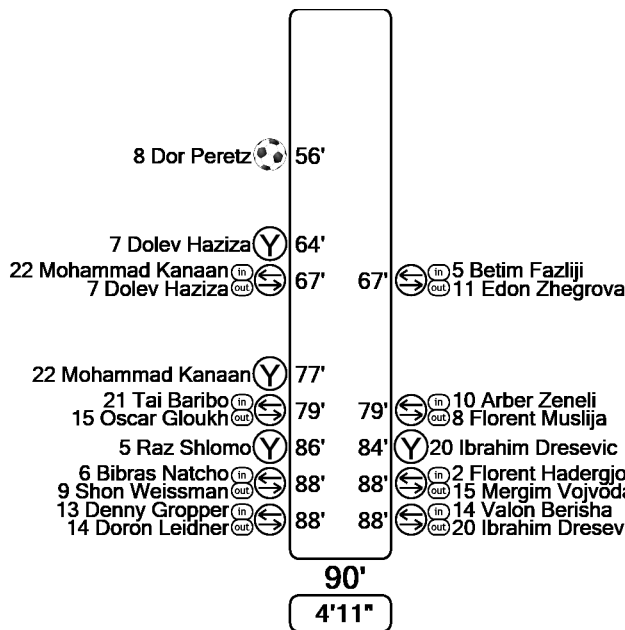 8 Dor Peretz 56'
7 Dolev Haziza Y 64'
22 Mohammad Kanaan in 67' 67' in 5 Betim Fazliji
7 Dolev Haziza out out 11 Edon Zhegrova
22 Mohammad Kanaan Y 77'
21 Tai Baribo in 79' 79' in 10 Arber Zeneli
15 Oscar Gloukh out out 8 Florent Muslija
5 Raz Shlomo Y 86' 84' Y 20 Ibrahim Dresevic
6 Bibras Natcho in 88' 88' in 2 Florent Hadergjo
9 Shon Weissman out out 15 Mergim Vojvoda
13 Denny Gropper in 88' 88' in 14 Valon Berisha
14 Doron Leidner out out 20 Ibrahim Dresev
90'
4'11"